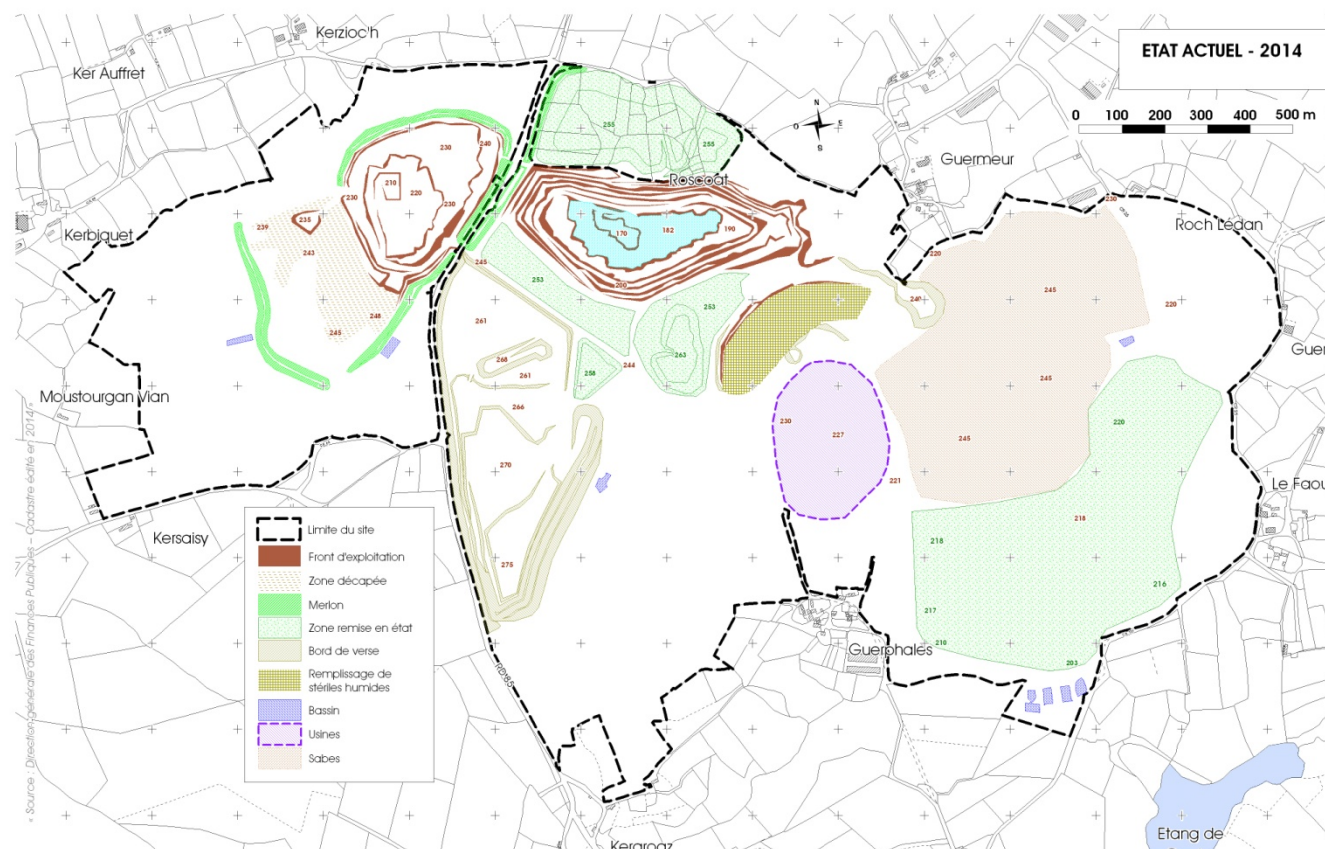 ETAT ACTUEL - 2014
0 100 200 300 400 500 m
N
O E
S
Kerzioc'h
Ker Auffret
Guermeur
Roscoat
Roch Lédan
Kerbiquet
Moustourgan Vian
Kersaisy
Guerphales
Le Faou
Guer
Kergroaz
Etang de
RD85
255
255
230
240
210
220
230
230
235
239
243
245
248
170
182
190
200
245
253
253
261
268
261
266
258
244
263
270
275
240
220
230
245
220
245
245
230
227
221
220
218
218
217
210
216
203
Limite du site
Front d'exploitation
Zone décapée
Merlon
Zone remise en état
Bord de verse
Remplissage de
stériles humides
Bassin
Usines
Sabes
« Source : Direction générale des Finances Publiques – Cadastre édité en 2014 »